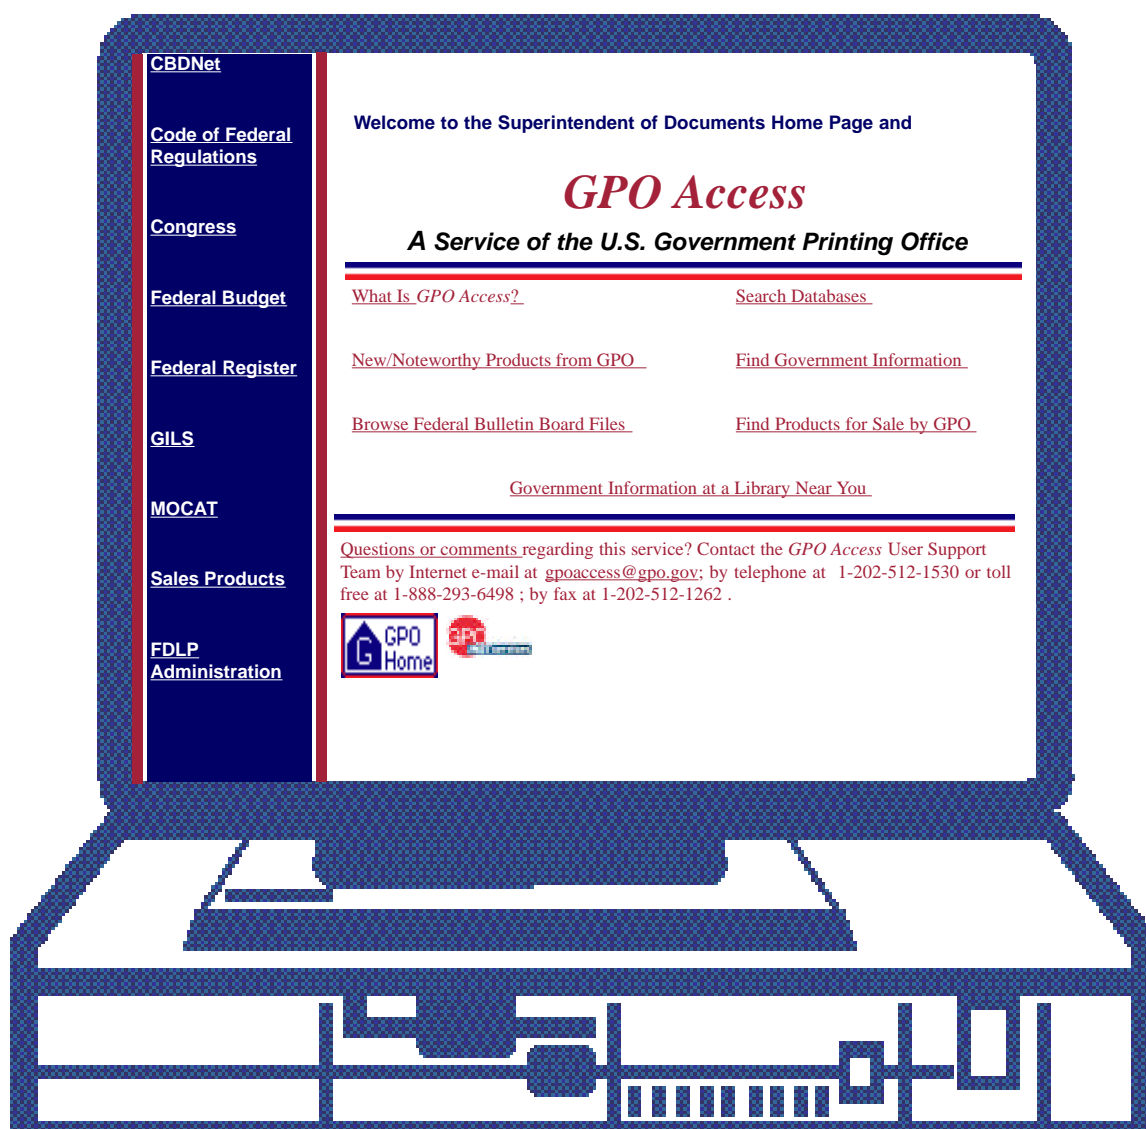 CBDNet
Code of Federal
Regulations
Congress
Federal Budget
Federal Register
GILS
MOCAT
Sales Products
FDLP
Administration
Welcome to the Superintendent of Documents Home Page and
GPO Access
A Service of the U.S. Government Printing Office
What Is GPO Access?
Search Databases
New/Noteworthy Products from GPO
Find Government Information
Browse Federal Bulletin Board Files
Find Products for Sale by GPO
Government Information at a Library Near You
Questions or comments regarding this service? Contact the GPO Access User Support
Team by Internet e-mail at gpoaccess@gpo.gov; by telephone at 1-202-512-1530 or toll
free at 1-888-293-6498 ; by fax at 1-202-512-1262 .
G GPO
Home
GPO